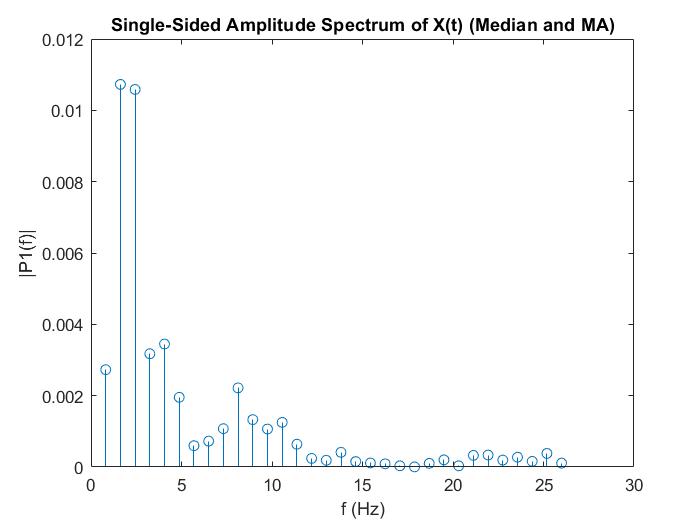 Single-Sided Amplitude Spectrum of X(t) (Median and MA)
0.012
0.01
0.008
0.006
0.004
0.002
0
|P1(f)|
0 5 10 15 20 25 30
f (Hz)